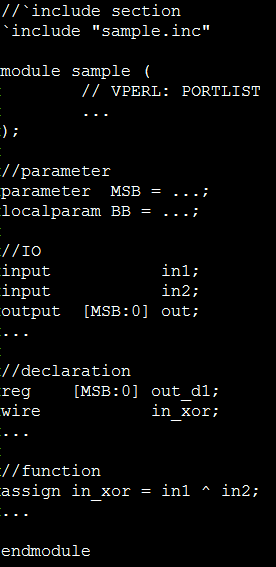 //`include section
`include "sample.inc"
module sample (
// VPERL: PORTLIST
...
);
//parameter
parameter MSB = ...;
localparam BB = ...;
//IO
input in1;
input in2;
output [MSB:0] out;
...
//declaration
reg [MSB:0] out_d1;
wire in_xor;
...
//function
assign in_xor = in1 ^ in2;
...
endmodule